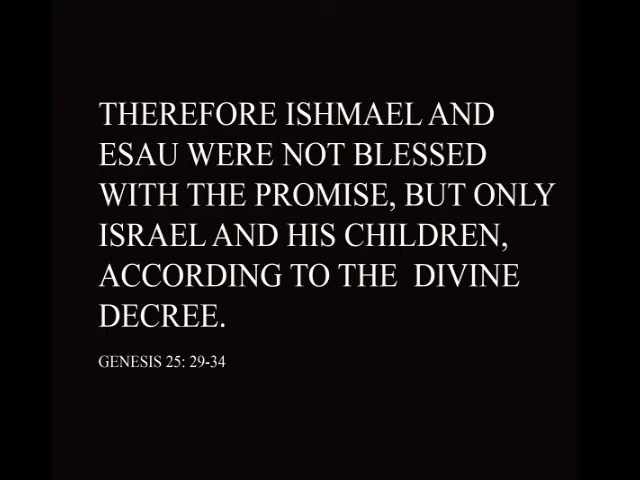 THEREFORE ISHMAEL AND
ESAU WERE NOT BLESSED
WITH THE PROMISE, BUT ONLY
ISRAEL AND HIS CHILDREN,
ACCORDING TO THE DIVINE
DECREE.
GENESIS 25: 29-34